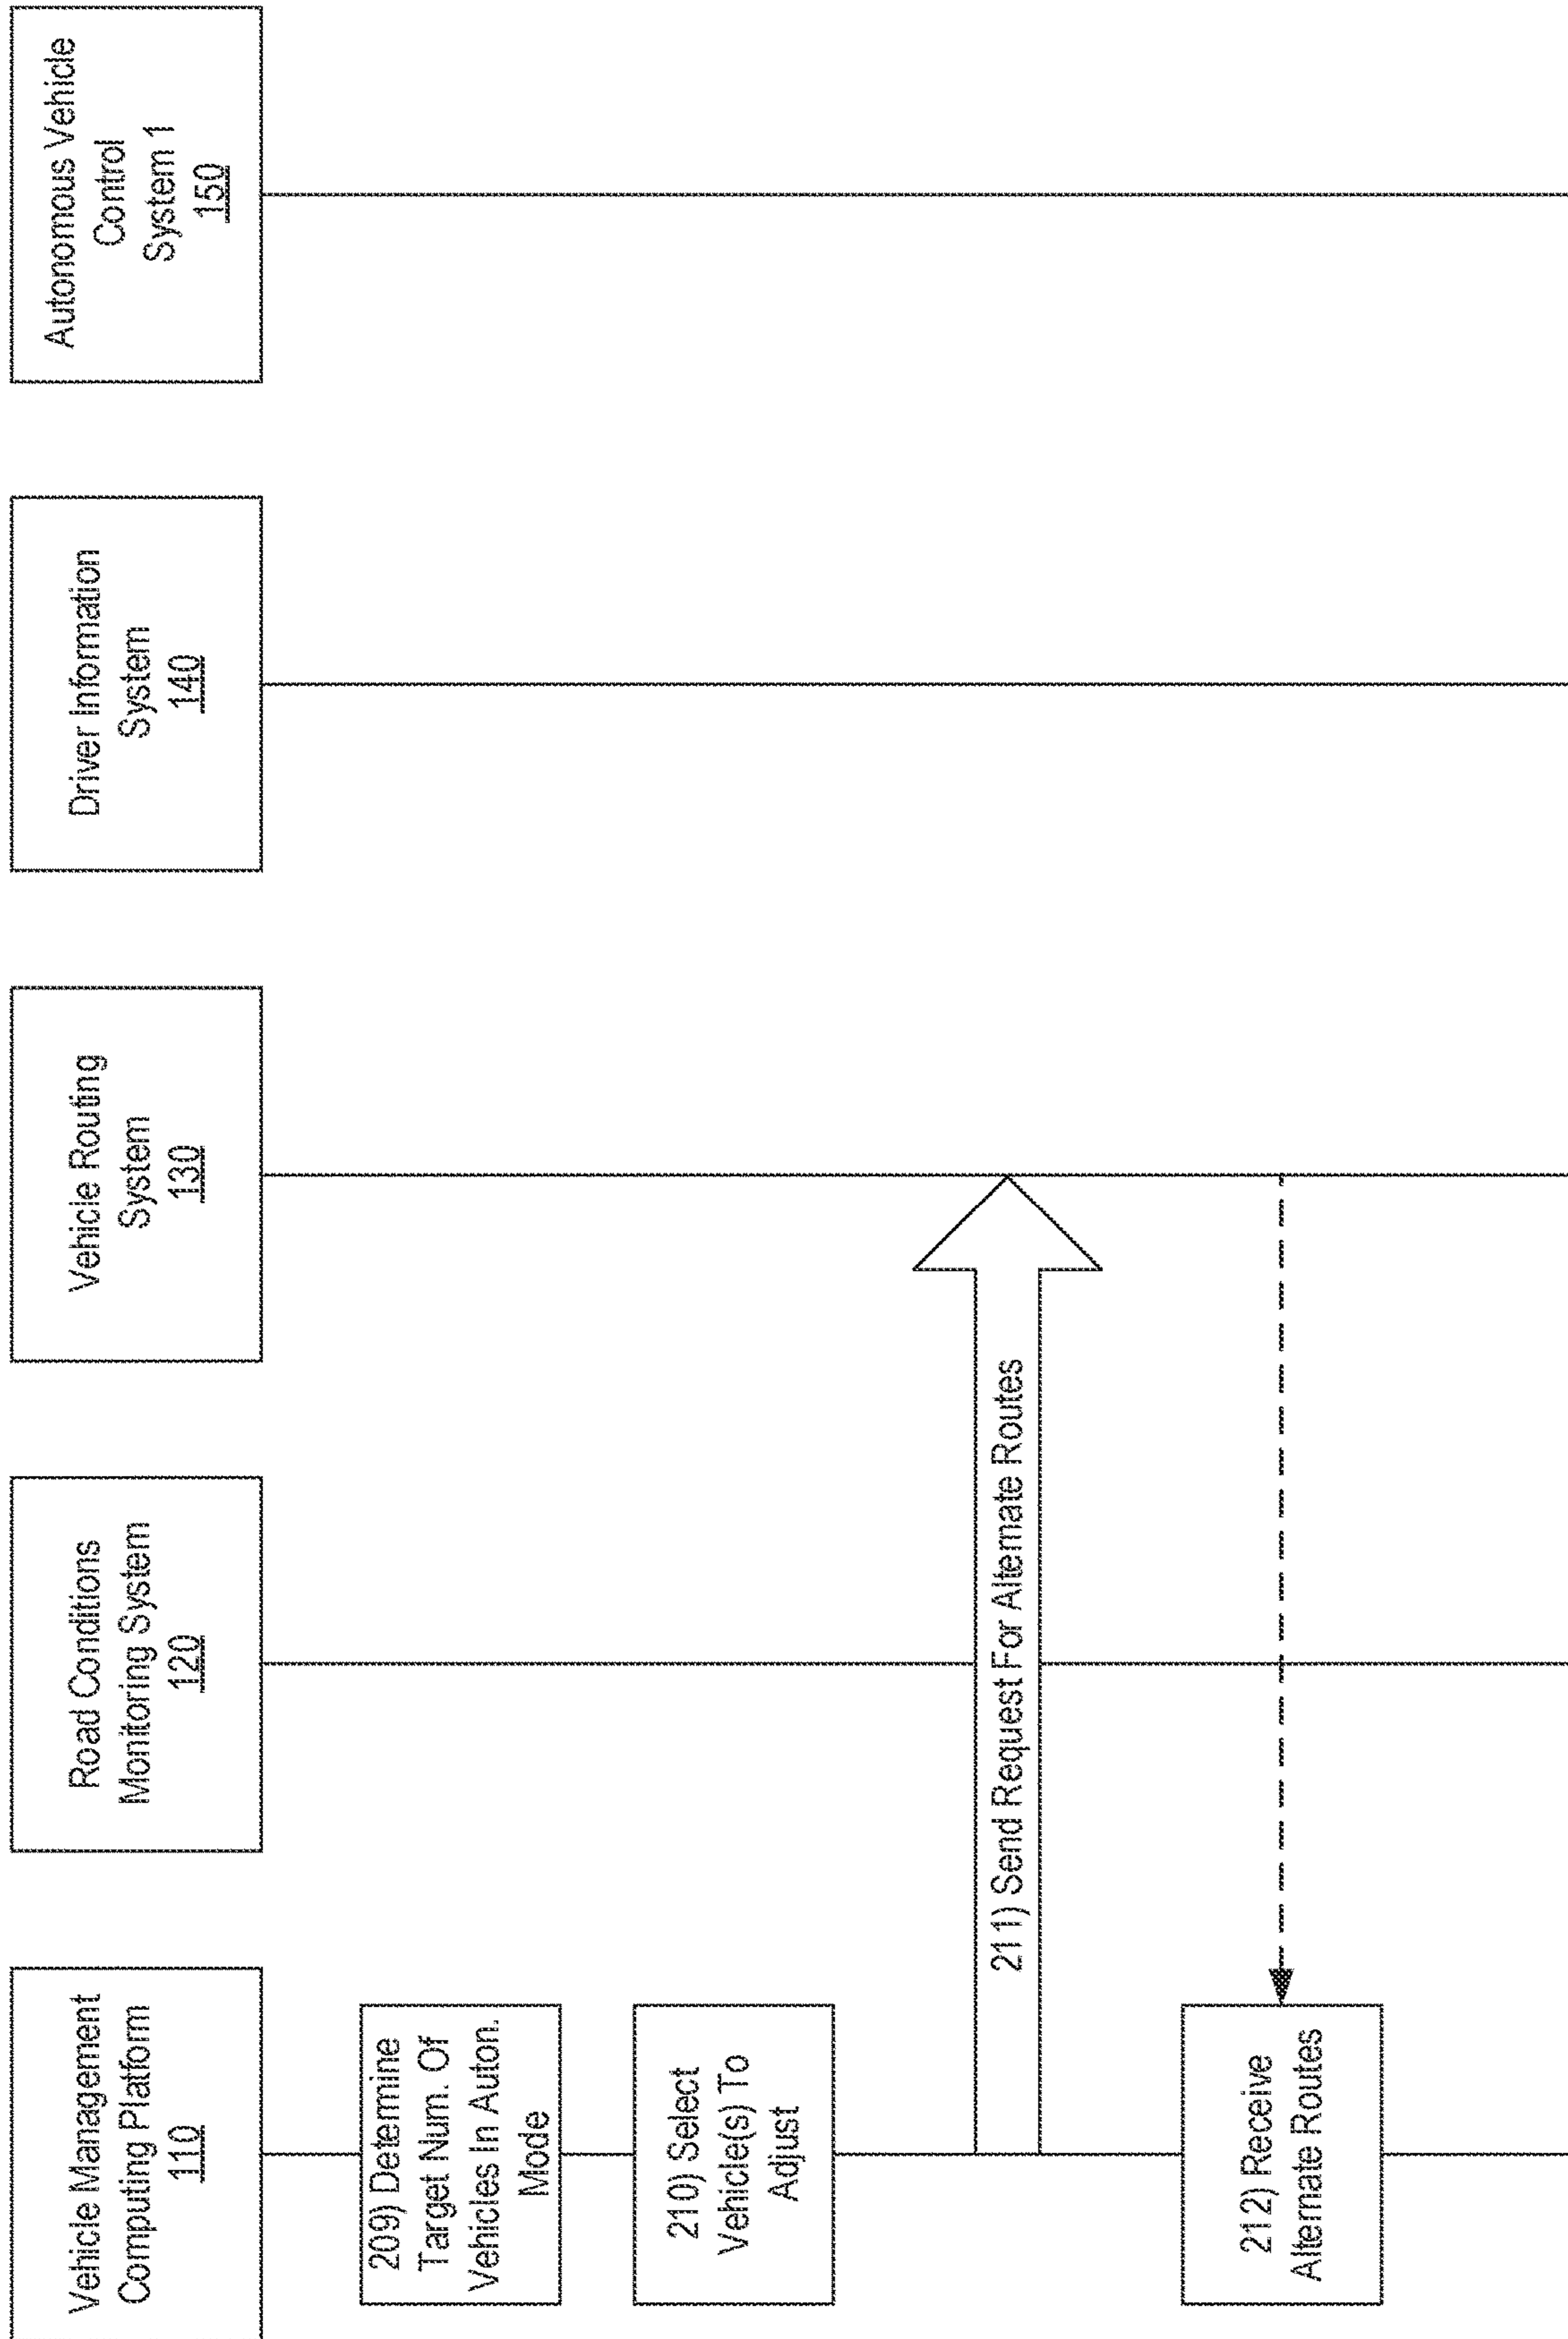 Vehicle Management
Computing Platform
110
Road Conditions
Monitoring System
120
Vehicle Routing
System
130
Driver Information
System
140
Autonomous Vehicle
Control
System 1
150
209) Determine
Target Num. Of
Vehicles In Auton.
Mode
210) Select
Vehicle(s) To
Adjust
211) Send Request For Alternate Routes
212) Receive
Alternate Routes